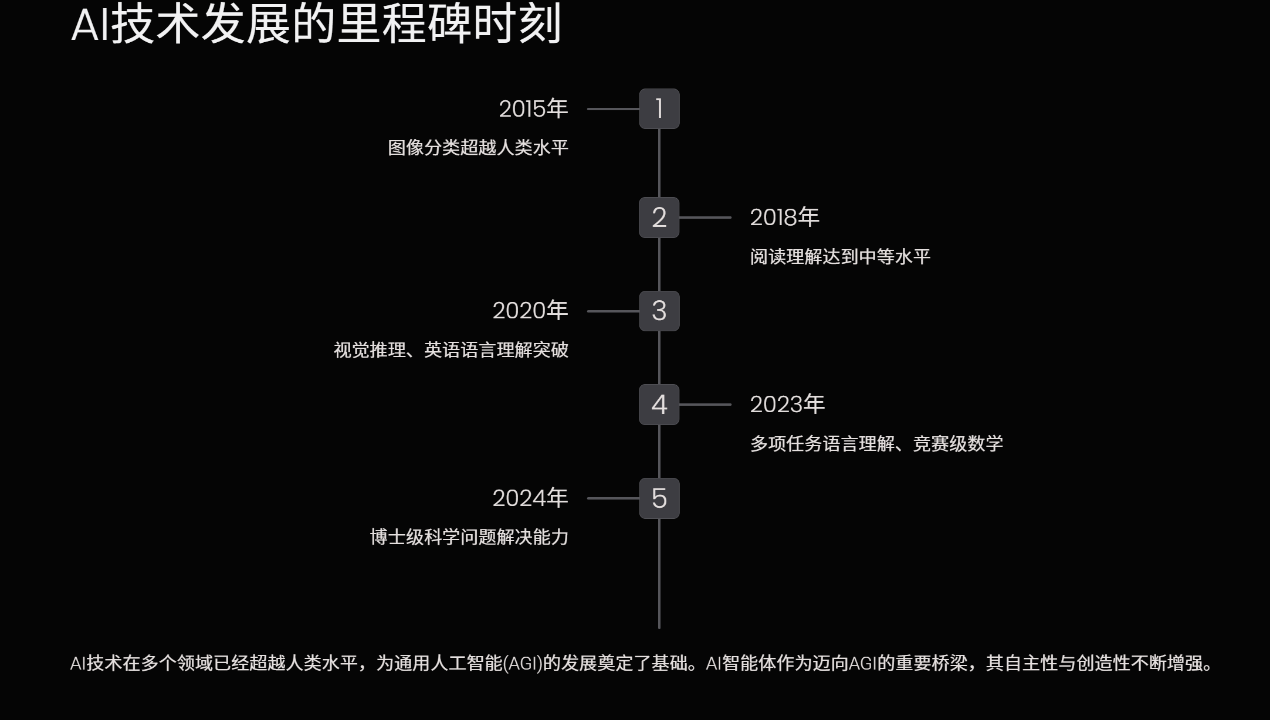 AI技术发展的里程碑时刻
2015年
1
图像分类超越人类水平
2
2018年
阅读理解达到中等水平
2020年
3
视觉推理、英语语言理解突破
4
2023年
多项任务语言理解、竞赛级数学
2024年
5
博士级科学问题解决能力
AI技术在多个领域已经超越人类水平，为通用人工智能(AGI)的发展奠定了基础。AI智能体作为迈向AGI的重要桥梁，其自主性与创造性不断增强。